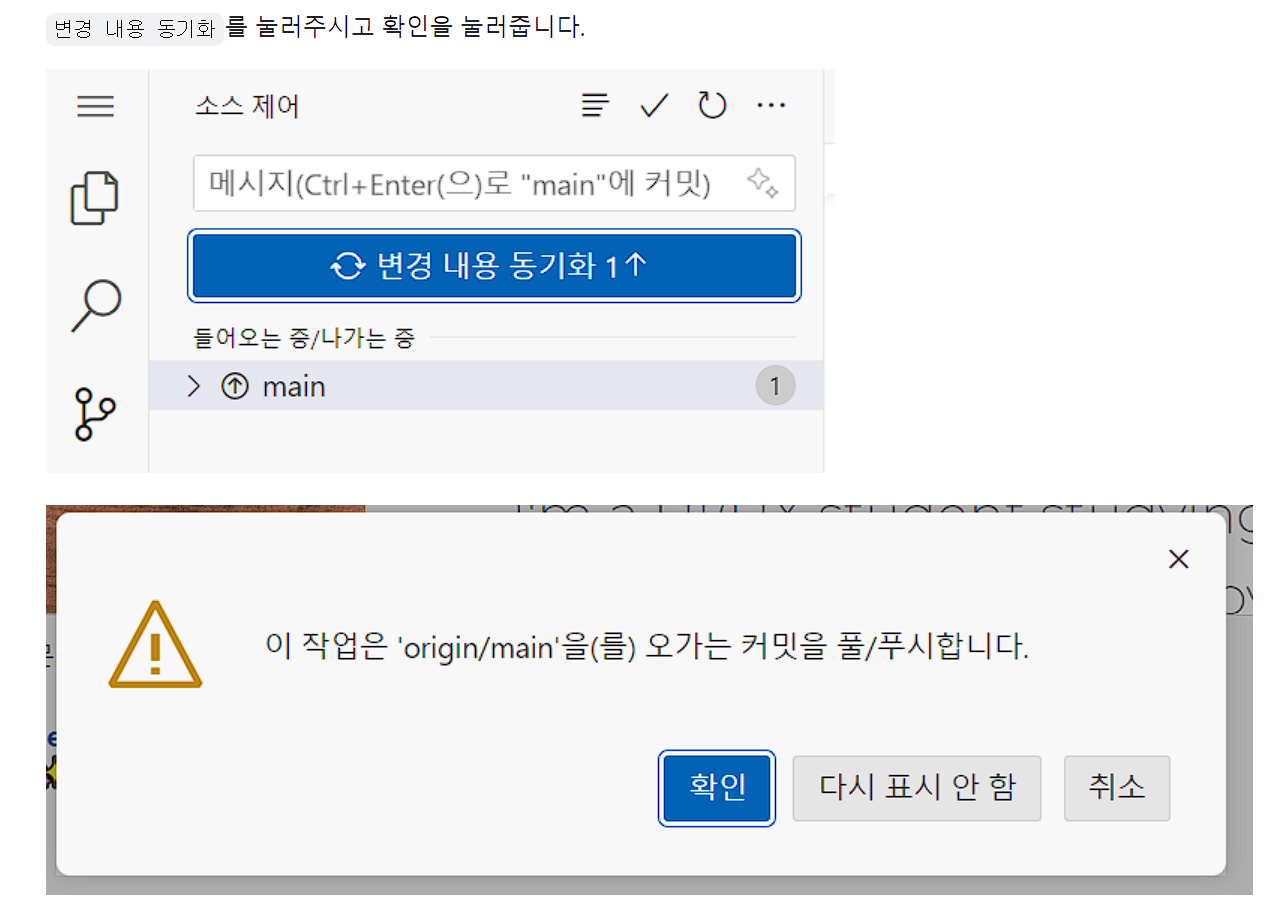 변경 내용 동기화를 눌러주시고 확인을 눌러줍니다.
소스 제어
메시지(Ctrl+Enter(으)로 "main"에 커밋)
변경 내용 동기화 1↑
들어오는 중/나가는 중
main 1
I'm a UI/UX student studying
이 작업은 'origin/main'을(를) 오가는 커밋을 풀/푸시합니다.
확인 다시 표시 안 함 취소